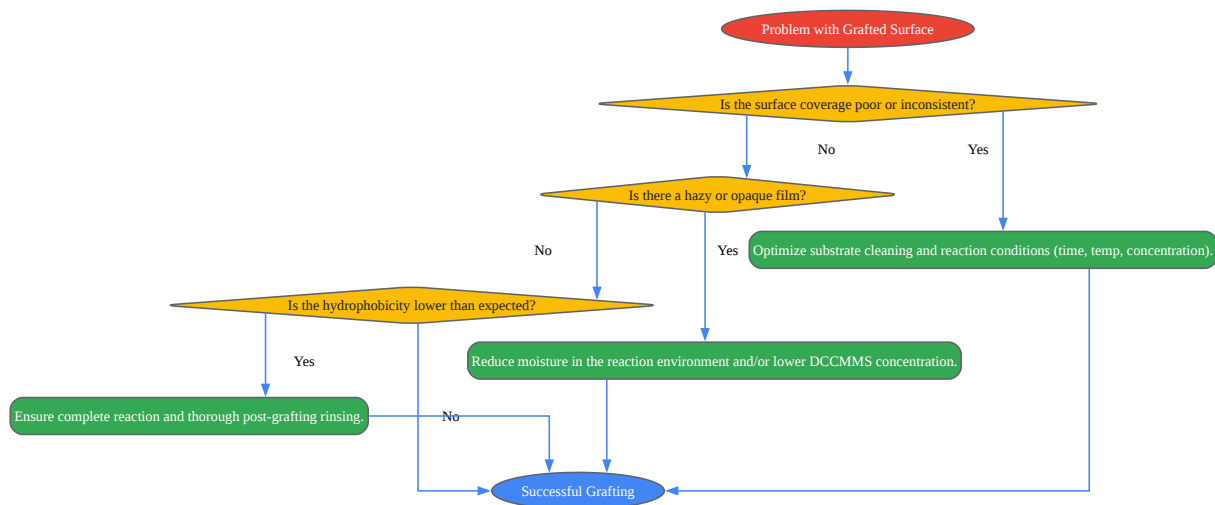 Problem with Grafted Surface
Is the surface coverage poor or inconsistent?
No
Yes
Is there a hazy or opaque film?
No
Yes
Optimize substrate cleaning and reaction conditions (time, temp, concentration).
Is the hydrophobicity lower than expected?
Yes
Reduce moisture in the reaction environment and/or lower DCCMMS concentration.
Ensure complete reaction and thorough post-grafting rinsing.
No
Successful Grafting